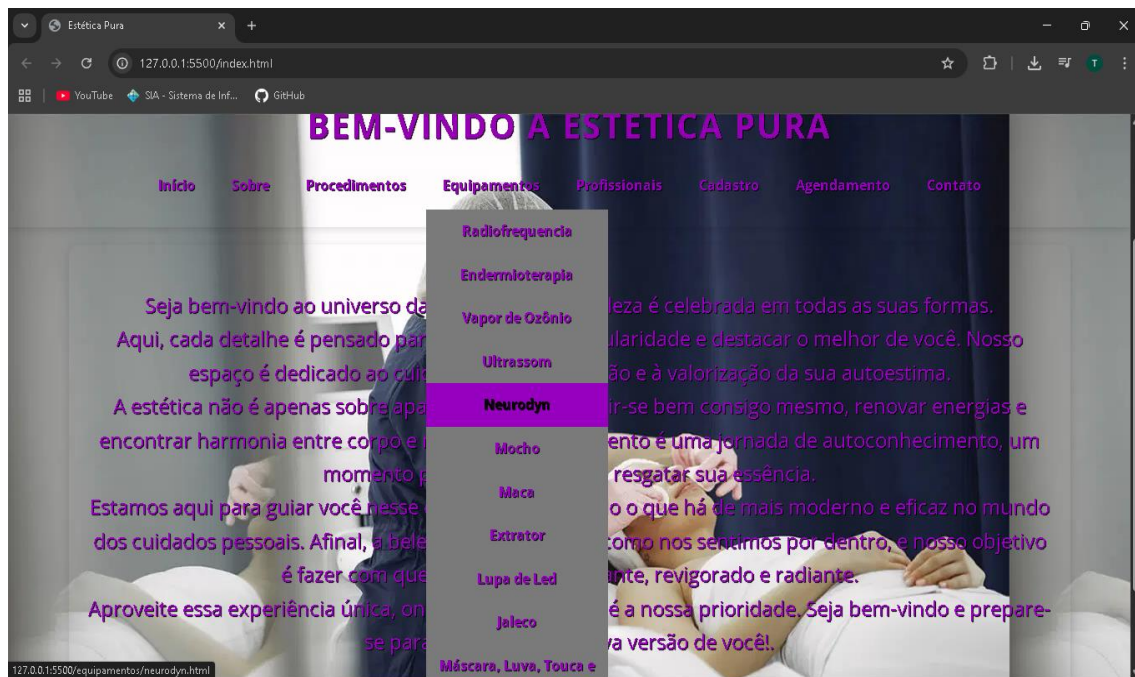 Estética Pura
127.0.0.1:5500/index.html
T
YouTube
SIA - Sistema de Inf...
GitHub
BEM-VINDO A ESTÉTICA PURA
Início Sobre Procedimentos Equipamentos Profissionais Cadastro Agendamento Contato
Radiofrequencia
Endermioterapia
Vapor de Ozônio
Ultrassom
Neurodyn
Mocho
Maca
Extrator
Lupa de Led
Jaleco
Máscara, Luva, Touca e
Seja bem-vindo ao universo da leza é celebrada em todas as suas formas.
Aqui, cada detalhe é pensado par ularidade e destacar o melhor de você. Nosso
espaço é dedicado ao cuid ão e à valorização da sua autoestima.
A estética não é apenas sobre apa ir-se bem consigo mesmo, renovar energias e
encontrar harmonia entre corpo e ento é uma jornada de autoconhecimento, um
momento p resgatar sua essência.
Estamos aqui para guiar você nesse o o que há de mais moderno e eficaz no mundo
dos cuidados pessoais. Afinal, a bele como nos sentimos por dentro, e nosso objetivo
é fazer com que ante, revigorado e radiante.
Aproveite essa experiência única, on é a nossa prioridade. Seja bem-vindo e prepare-
se para va versão de você!.
127.0.0.1:5500/equipamentos/neurodyn.html